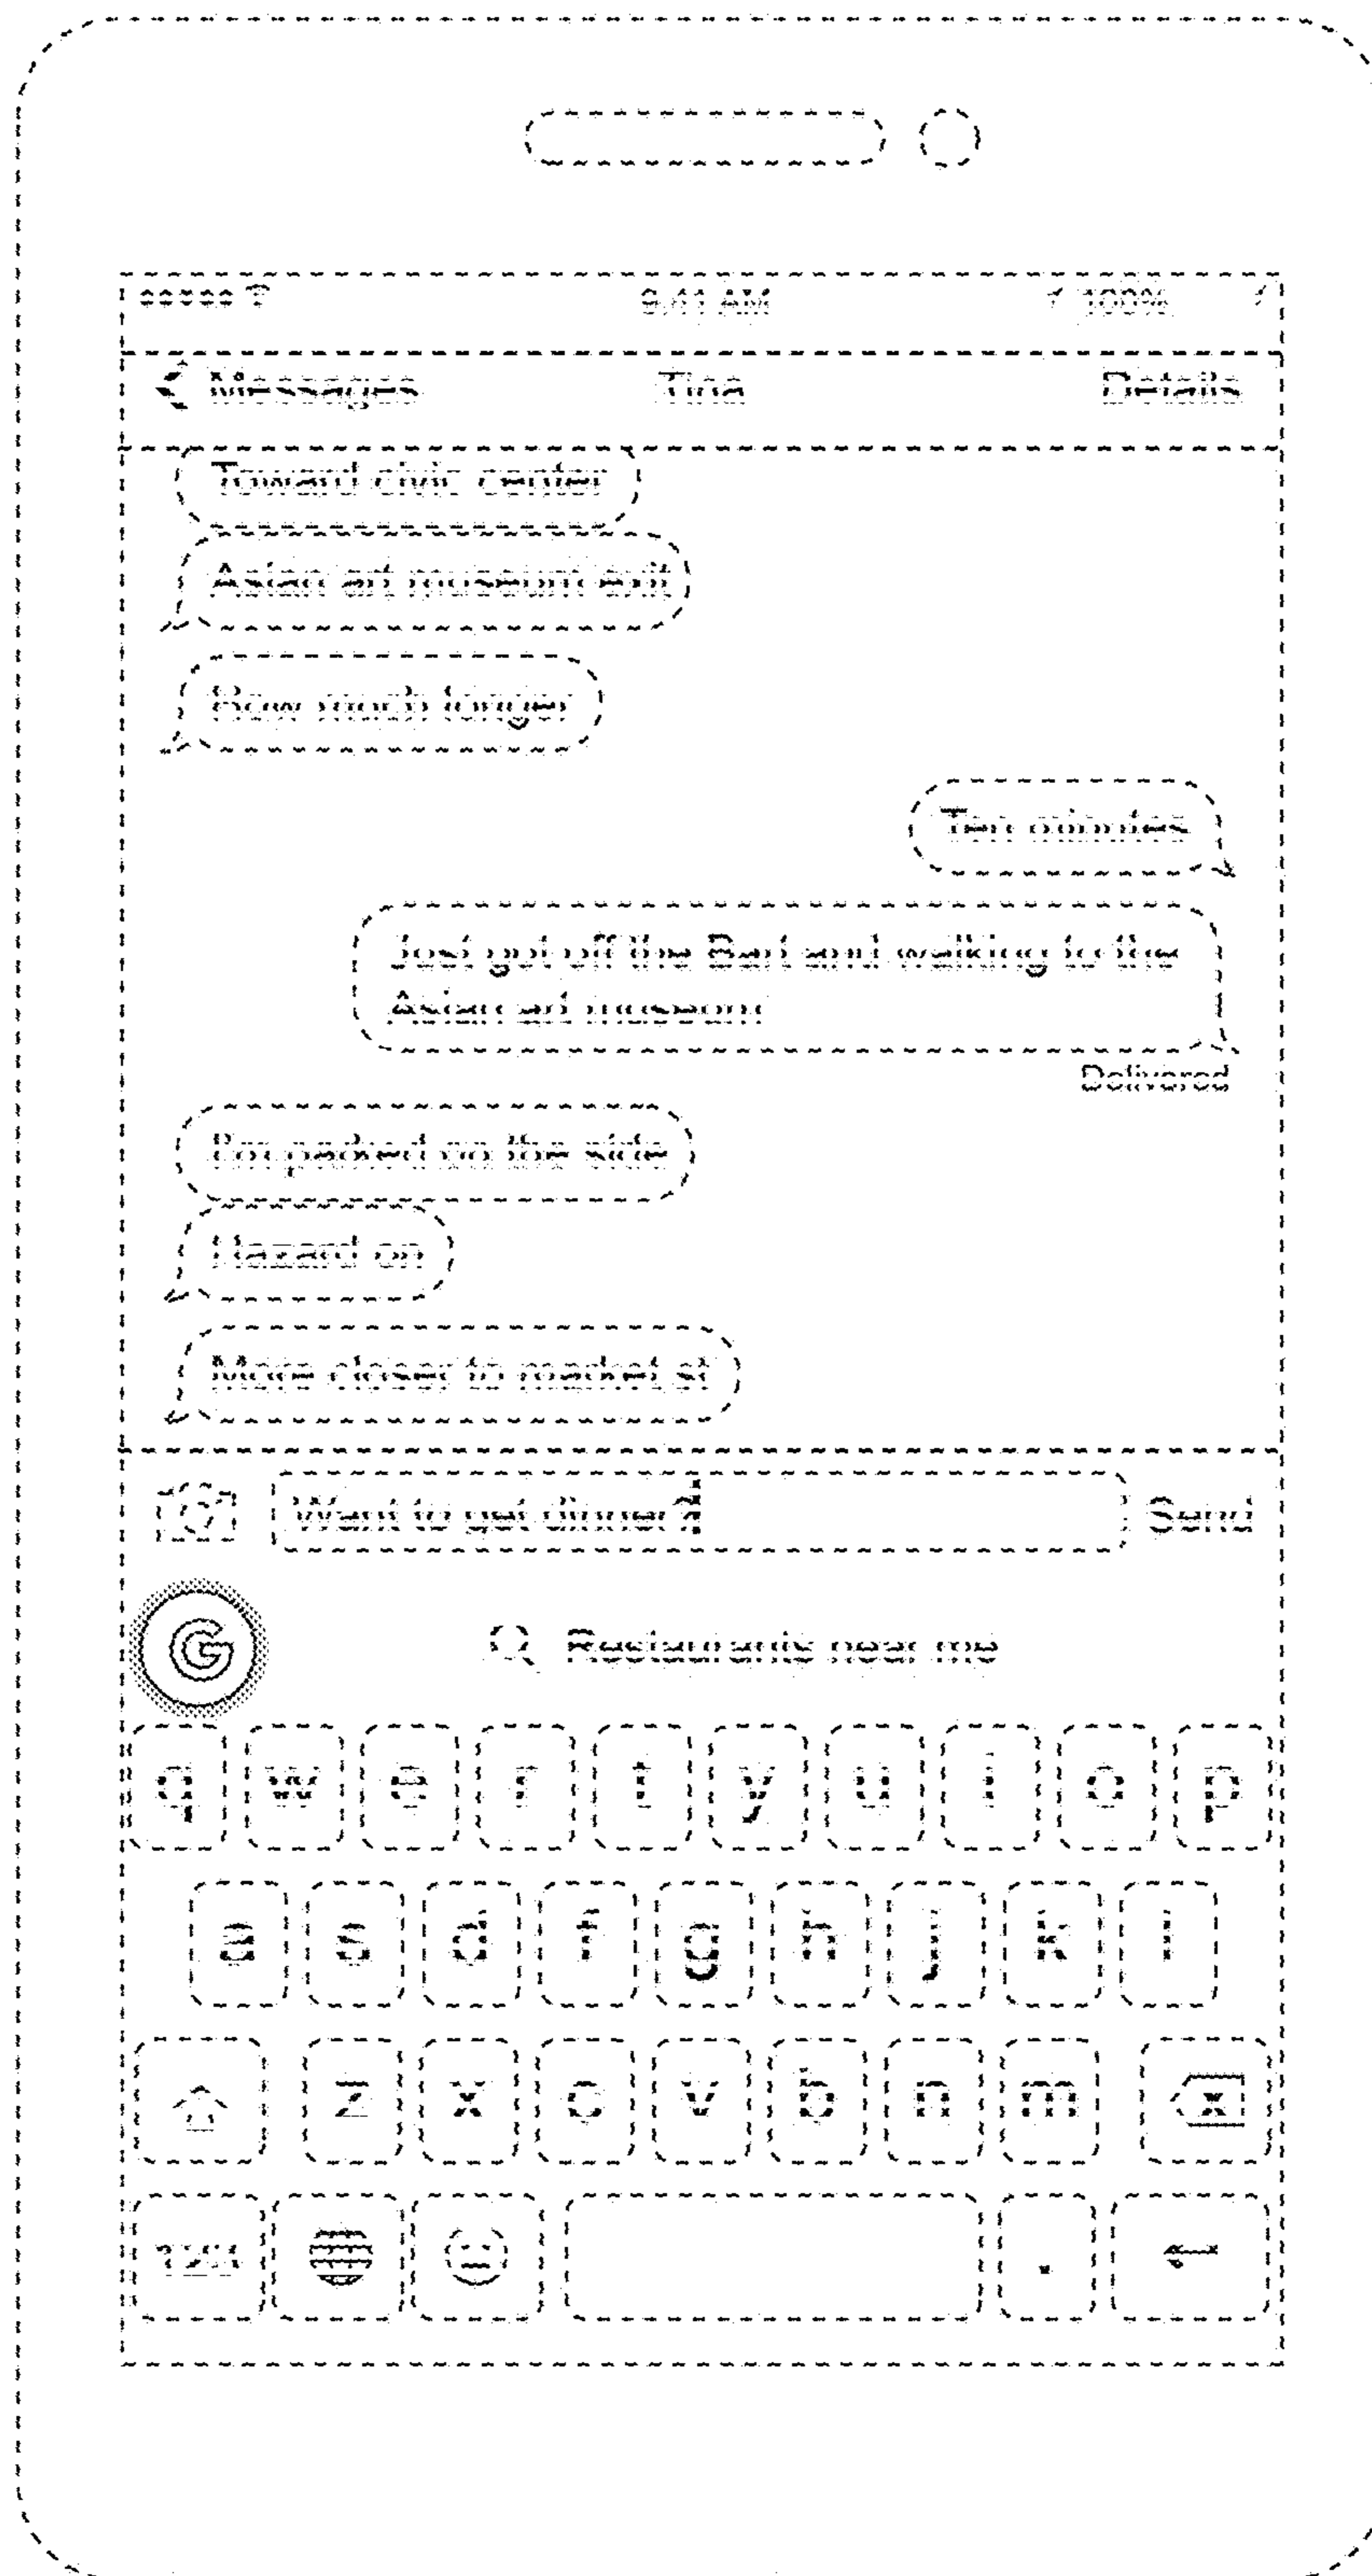 9:41 AM 100%
Messages Tina Details
Toward civic center
Asian art museum exit
How much longer
Ten minutes
Just got off the Bart and walking to the
Asian art museum
Delivered
I'm parked on the side
Hazard on
More closer to market st
Want to get dinner? Send
G Restaurants near me
q w e r t y u i o p
a s d f g h j k l
z x c v b n m x
123 .